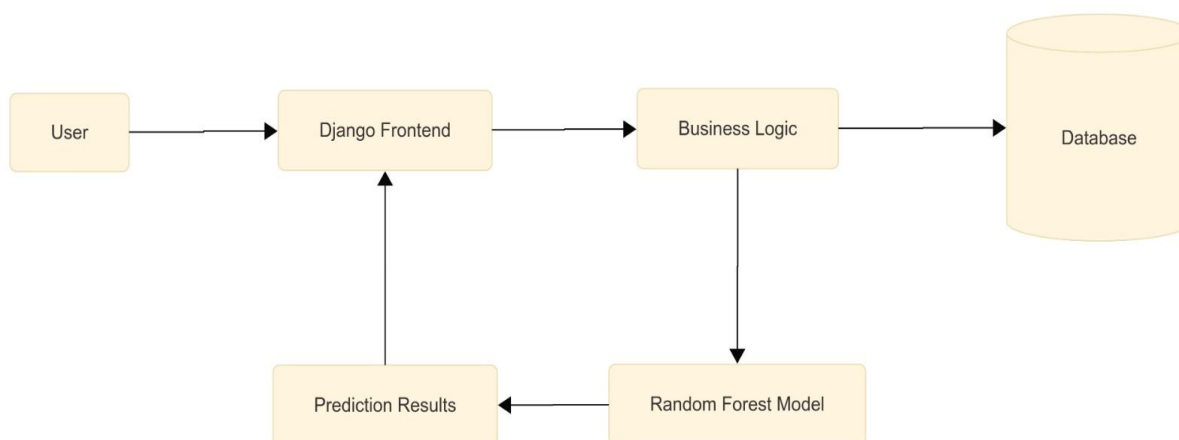 User
Django Frontend
Business Logic
Database
Prediction Results
Random Forest Model